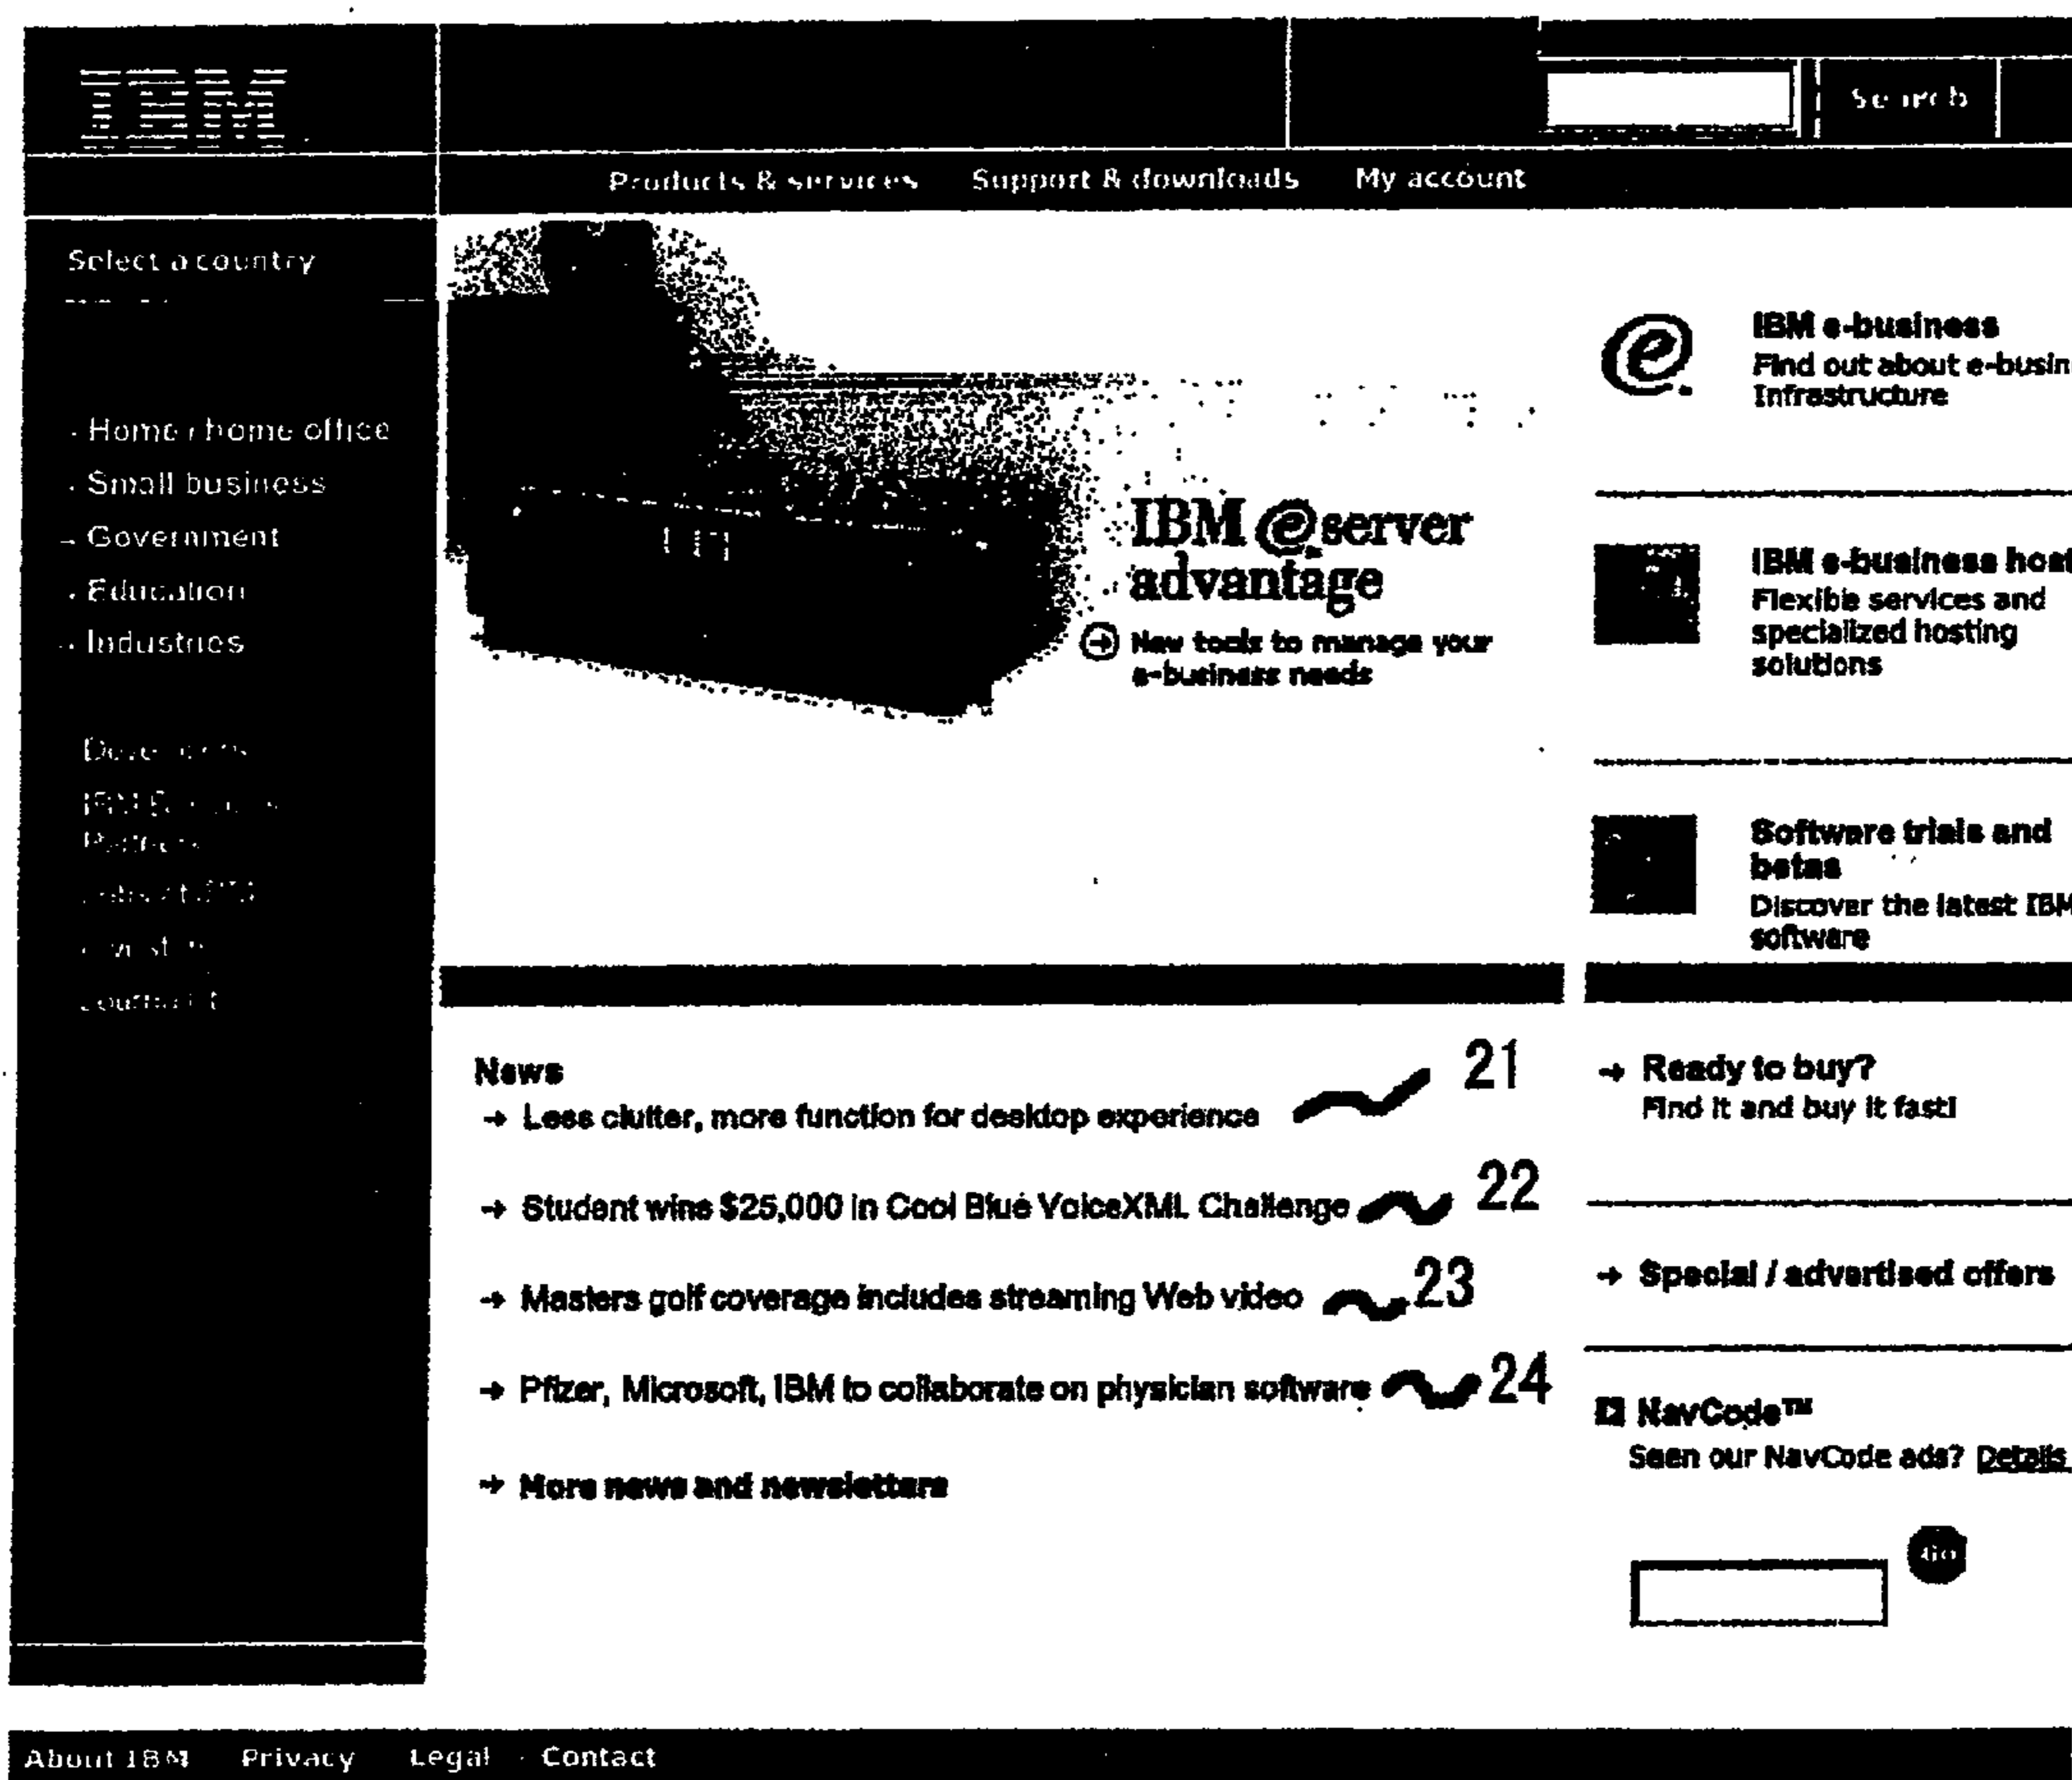 IBM
Search
Products & services Support & downloads My account
Select a country
Home / home office
Small business
Government
Education
Industries
IBM
Partners
IBM @server
advantage
New tools to manage your
e-business needs
IBM e-business
Find out about e-busin
Infrastructure
IBM e-business host
Flexible services and
specialized hosting
solutions
Software trials and
betas
Discover the latest IBM
software
News
→ Less clutter, more function for desktop experience 21
→ Student wins $25,000 in Cool Blue VoiceXML Challenge 22
→ Masters golf coverage includes streaming Web video 23
→ Pfizer, Microsoft, IBM to collaborate on physician software 24
→ More news and newsletters
→ Ready to buy?
Find it and buy it fast!
→ Special / advertised offers
NavCode™
Seen our NavCode ads? Details
Go
About IBM Privacy Legal Contact